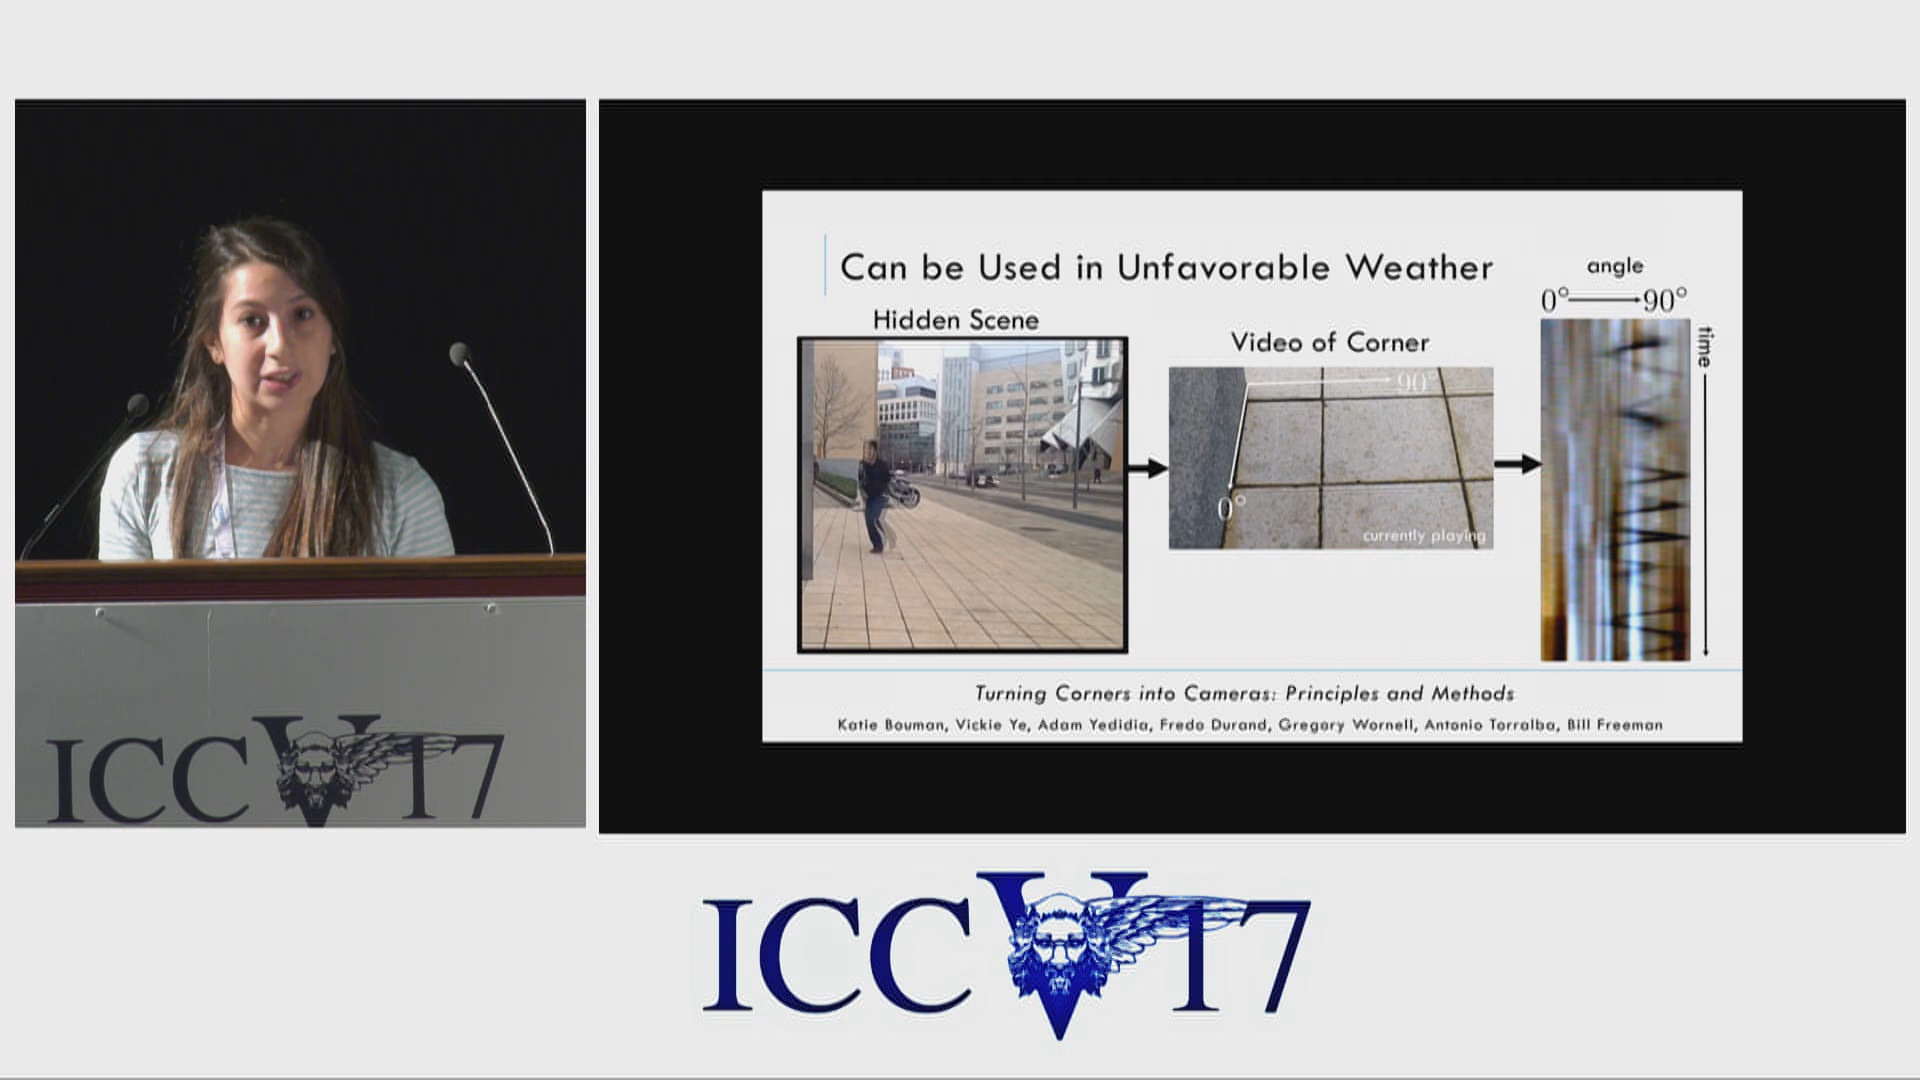 Can be Used in Unfavorable Weather
angle
0° 90°
Hidden Scene
Video of Corner
time
90°
0°
currently playing
Turning Corners into Cameras: Principles and Methods
Katie Bouman, Vickie Ye, Adam Yedidia, Fredo Durand, Gregory Wornell, Antonio Torralba, Bill Freeman
ICCV17
ICCV17